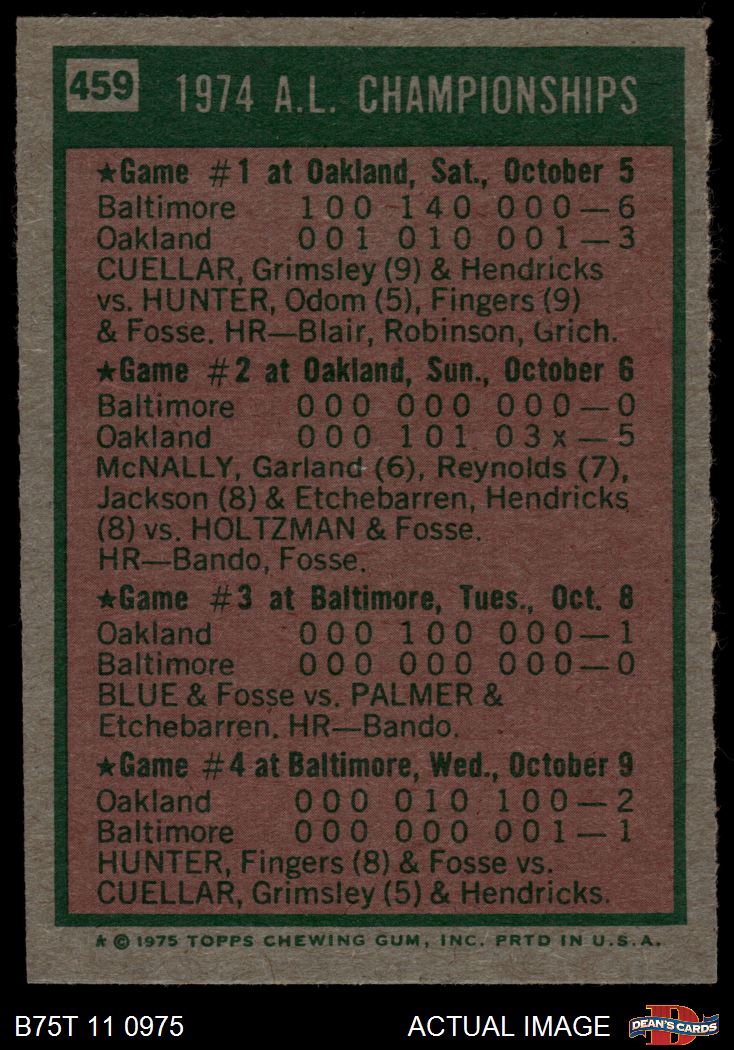 459 1974 A.L. CHAMPIONSHIPS
★Game #1 at Oakland, Sat., October 5
Baltimore 100 140 000—6
Oakland 001 010 001—3
CUELLAR, Grimsley (9) & Hendricks
vs. HUNTER, Odom (5), Fingers (9)
& Fosse. HR—Blair, Robinson, Grich.
★Game #2 at Oakland, Sun., October 6
Baltimore 000 000 000—0
Oakland 000 101 03x—5
McNALLY, Garland (6), Reynolds (7),
Jackson (8) & Etchebarren, Hendricks
(8) vs. HOLTZMAN & Fosse.
HR—Bando, Fosse.
★Game #3 at Baltimore, Tues., Oct. 8
Oakland 000 100 000—1
Baltimore 000 000 000—0
BLUE & Fosse vs. PALMER &
Etchebarren. HR—Bando.
★Game #4 at Baltimore, Wed., October 9
Oakland 000 010 100—2
Baltimore 000 000 001—1
HUNTER, Fingers (8) & Fosse vs.
CUELLAR, Grimsley (5) & Hendricks.
★ © 1975 TOPPS CHEWING GUM, INC. PRTD IN U.S.A.
B75T 11 0975 ACTUAL IMAGE DEAN'S CARDS